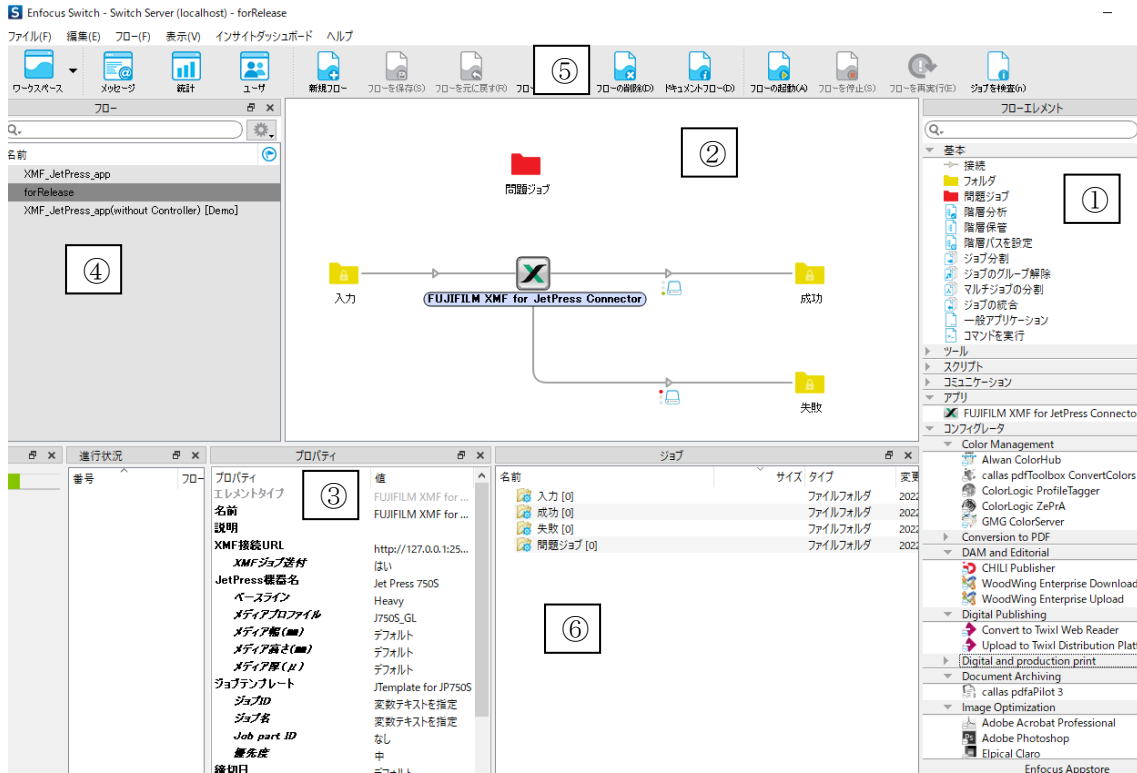 Enfocus Switch - Switch Server (localhost) - forRelease
ファイル(F) 編集(E) フロー(F) 表示(V) インサイトダッシュボード ヘルプ
ワークスペース メッセージ 統計 ユーザ 新規フロー フローを保存(S) フローを元に戻す(R) フロー ⑤ フローの削除(D) ドキュメントフロー(D) フローの起動(A) フローを停止(S) フローを再実行(E) ジョブを検査(n)
フロー
名前
XMF_JetPress_app
forRelease
XMF_JetPress_app(without Controller) [Demo]
④
②
問題ジョブ
入力
FUJIFILM XMF for JetPress Connector
成功
失敗
フローエレメント
①
基本
接続
フォルダ
問題ジョブ
階層分析
階層保管
階層パスを設定
ジョブ分割
ジョブのグループ解除
マルチジョブの分割
ジョブの統合
一般アプリケーション
コマンドを実行
ツール
スクリプト
コミュニケーション
アプリ
FUJIFILM XMF for JetPress Connecto
コンフィグレータ
Color Management
Alwan ColorHub
callas pdfToolbox ConvertColors
ColorLogic ProfileTagger
ColorLogic ZePrA
GMG ColorServer
Conversion to PDF
DAM and Editorial
CHILI Publisher
WoodWing Enterprise Download
WoodWing Enterprise Upload
Digital Publishing
Convert to Twixl Web Reader
Upload to Twixl Distribution Platf
Digital and production print
Document Archiving
callas pdfaPilot 3
Image Optimization
Adobe Acrobat Professional
Adobe Photoshop
Elpical Claro
Enfocus Appstore
進行状況
番号 フロー
プロパティ
③
プロパティ 値
エレメントタイプ FUJIFILM XMF for ...
名前 FUJIFILM XMF for ...
説明
XMF接続URL http://127.0.0.1:25...
XMFジョブ送付 はい
JetPress機器名 Jet Press 750S
ベースライン Heavy
メディアプロファイル J750S_GL
メディア幅(㎜) デフォルト
メディア高さ(㎜) デフォルト
メディア厚(μ) デフォルト
ジョブテンプレート JTemplate for JP750S
ジョブID 変数テキストを指定
ジョブ名 変数テキストを指定
Job part ID なし
優先度 中
締切日 デフォルト
ジョブ
名前 サイズ タイプ 変更
入力 [0] ファイルフォルダ 2022
成功 [0] ファイルフォルダ 2022
失敗 [0] ファイルフォルダ 2022
問題ジョブ [0] ファイルフォルダ 2022
⑥